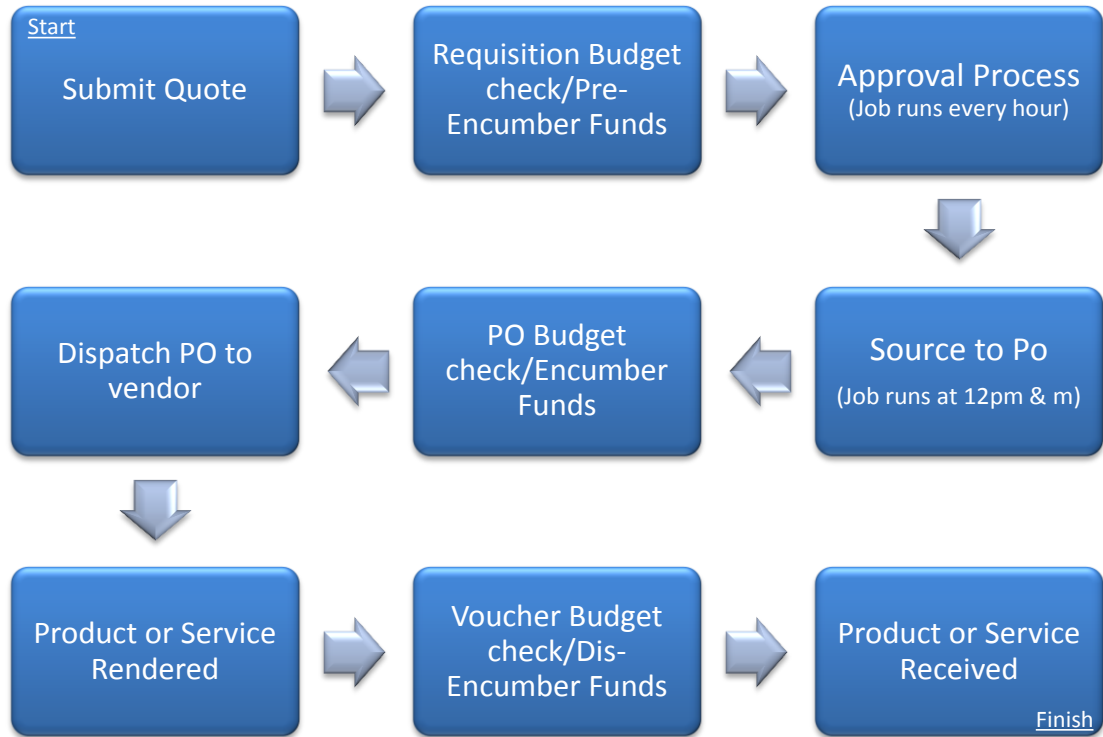 Start
Submit Quote
Requisition Budget
check/Pre-
Encumber Funds
Approval Process
(Job runs every hour)
Source to Po
(Job runs at 12pm & m)
PO Budget
check/Encumber
Funds
Dispatch PO to
vendor
Product or Service
Rendered
Voucher Budget
check/Dis-
Encumber Funds
Product or Service
Received
Finish